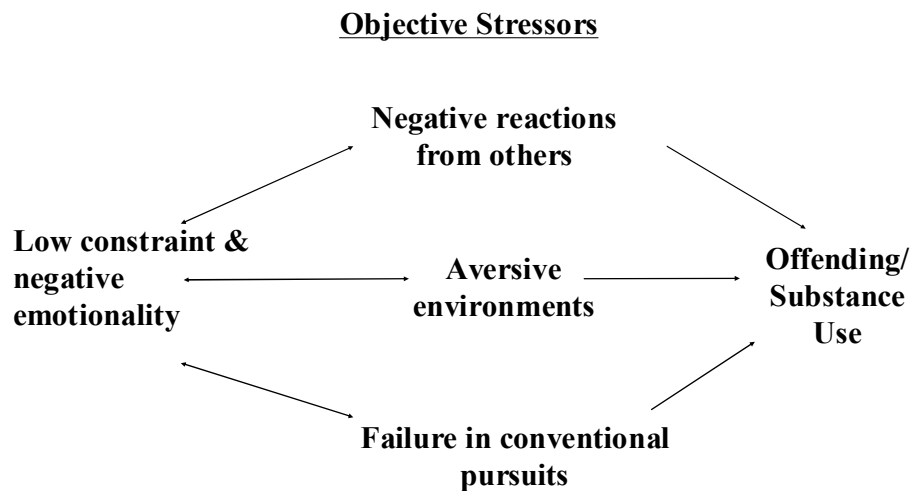 Objective Stressors
Negative reactions
from others
Low constraint &
negative
emotionality
Aversive
environments
Offending/
Substance
Use
Failure in conventional
pursuits